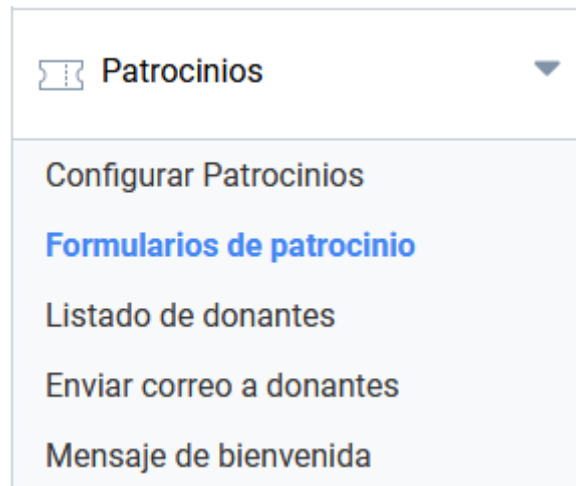 Patrocinios
Configurar Patrocinios
Formularios de patrocinio
Listado de donantes
Enviar correo a donantes
Mensaje de bienvenida